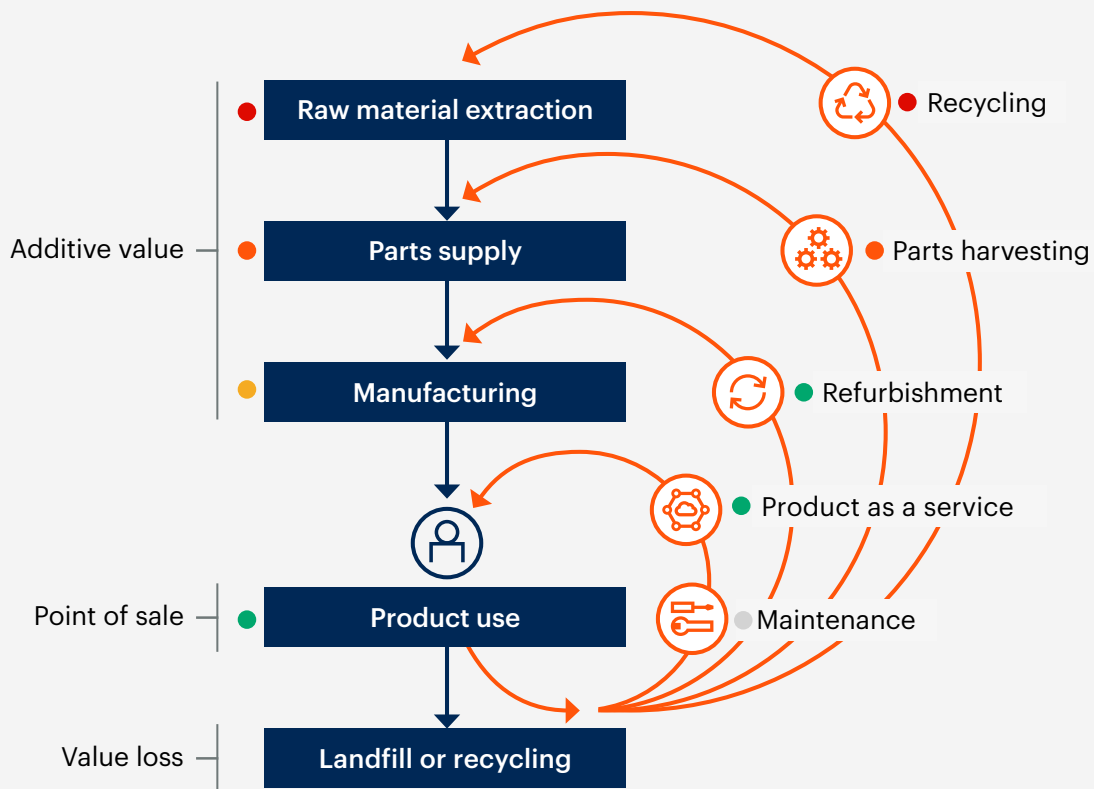 Raw material extraction
Recycling
Additive value
Parts supply
Parts harvesting
Manufacturing
Refurbishment
Product as a service
Point of sale
Product use
Maintenance
Value loss
Landfill or recycling